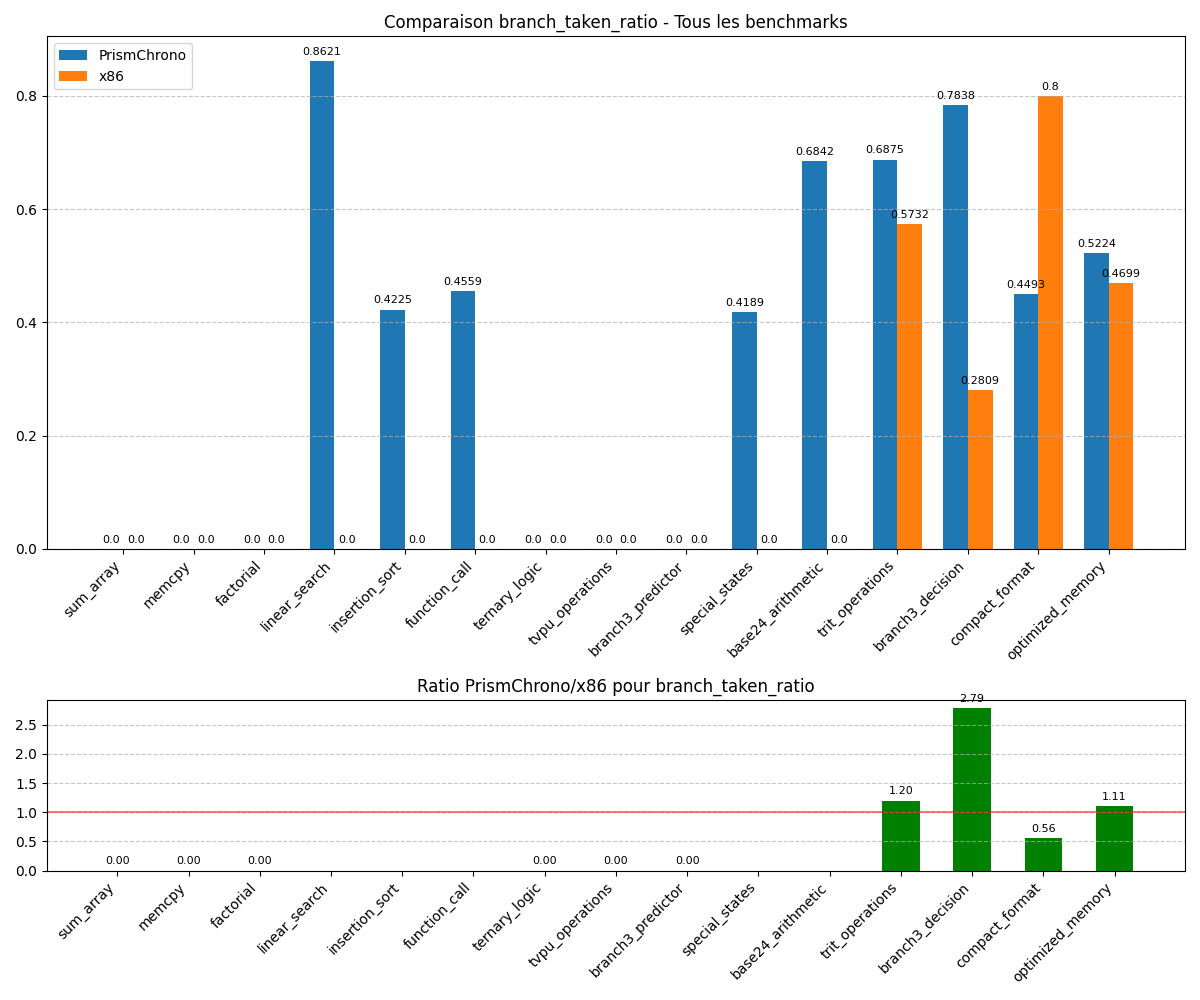 Comparaison branch_taken_ratio - Tous les benchmarks
PrismChrono
x86
0.8
0.6
0.4
0.2
0.0
0.0 0.0
0.0 0.0
0.0 0.0
0.8621 0.0
0.4225 0.0
0.4559 0.0
0.0 0.0
0.0 0.0
0.0 0.0
0.4189 0.0
0.6842 0.0
0.6875 0.5732
0.7838 0.2809
0.4493 0.8
0.5224 0.4699
sum_array
memcpy
factorial
linear_search
insertion_sort
function_call
ternary_logic
tvpu_operations
branch3_predictor
special_states
base24_arithmetic
trit_operations
branch3_decision
compact_format
optimized_memory
Ratio PrismChrono/x86 pour branch_taken_ratio
2.5
2.0
1.5
1.0
0.5
0.0
0.00
0.00
0.00
0.00
0.00
0.00
1.20
2.79
0.56
1.11
sum_array
memcpy
factorial
linear_search
insertion_sort
function_call
ternary_logic
tvpu_operations
branch3_predictor
special_states
base24_arithmetic
trit_operations
branch3_decision
compact_format
optimized_memory